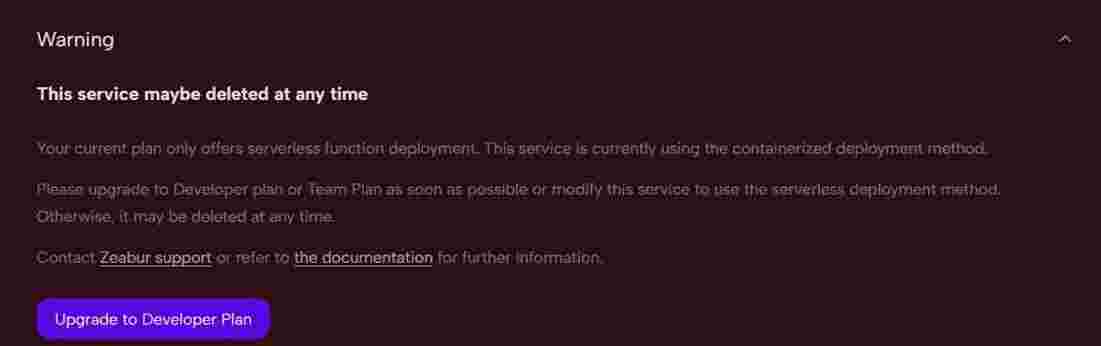 Warning
This service maybe deleted at any time
Your current plan only offers serverless function deployment. This service is currently using the containerized deployment method.
Please upgrade to Developer plan or Team Plan as soon as possible or modify this service to use the serverless deployment method.
Otherwise, it may be deleted at any time.
Contact Zeabur support or refer to the documentation for further information.
Upgrade to Developer Plan